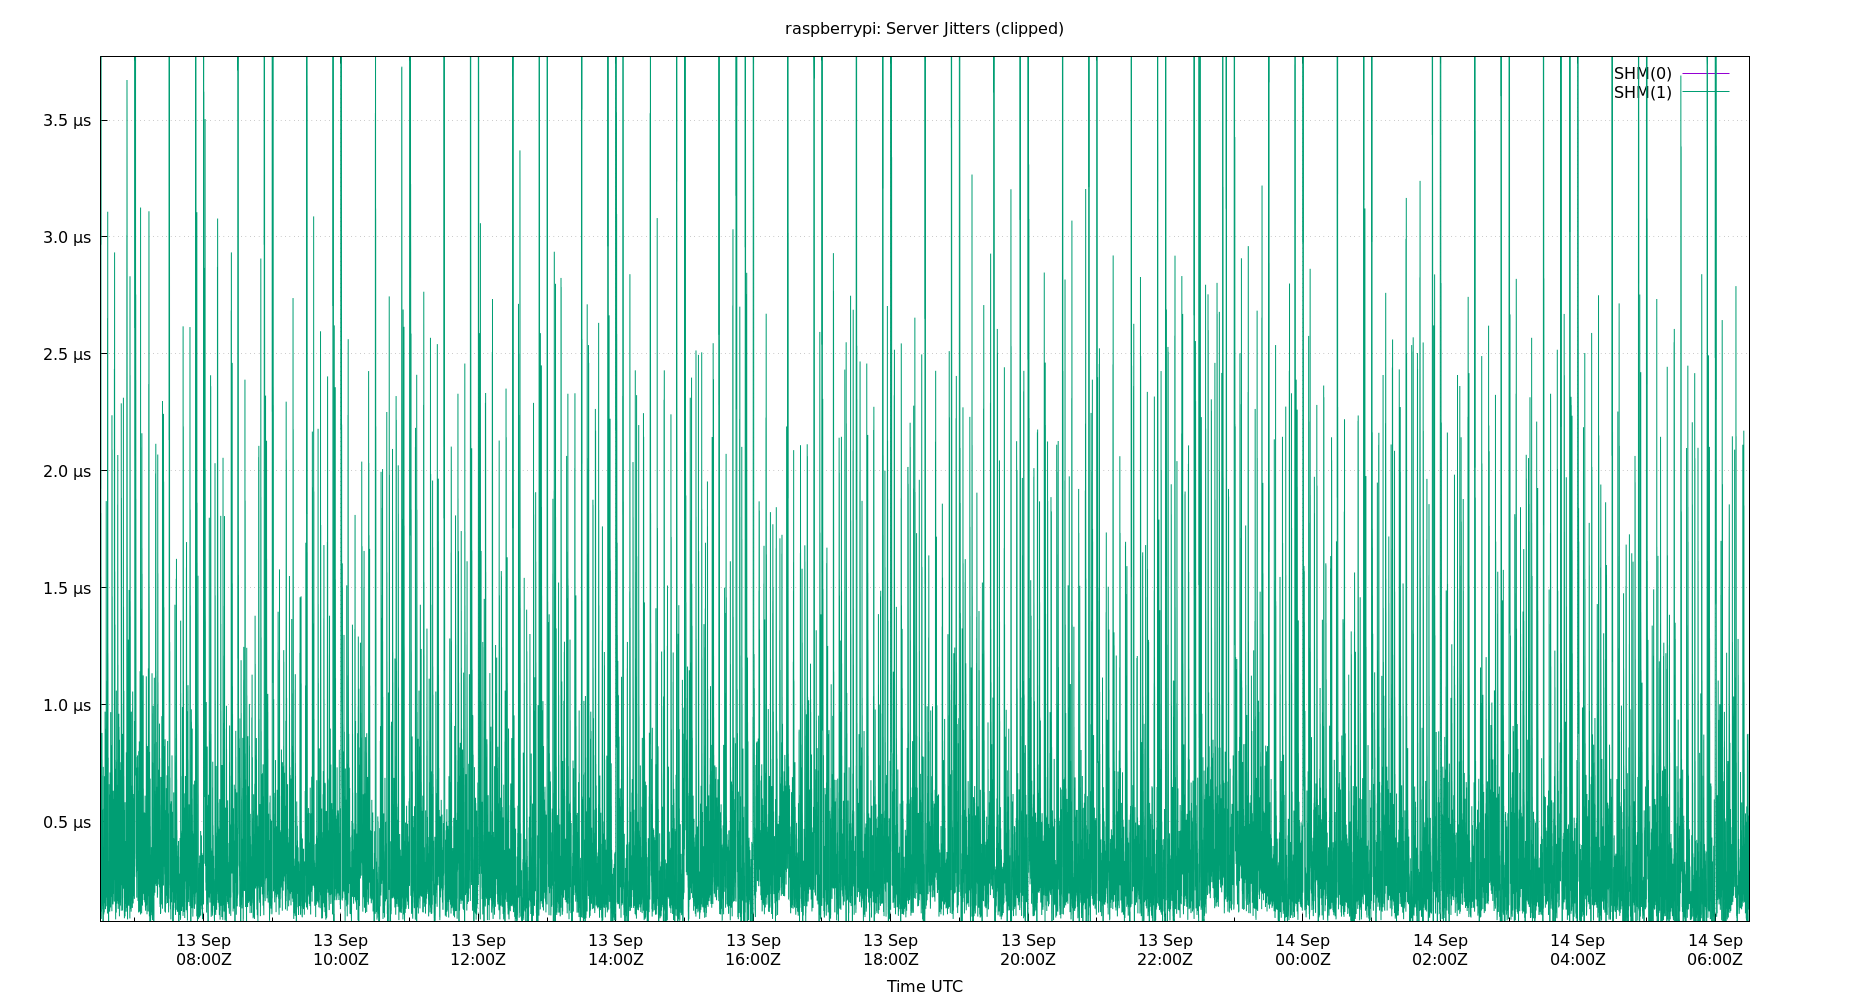 raspberrypi: Server Jitters (clipped)
SHM(0)
SHM(1)
3.5 μs
3.0 μs
2.5 μs
2.0 μs
1.5 μs
1.0 μs
0.5 μs
13 Sep 13 Sep 13 Sep 13 Sep 13 Sep 13 Sep 13 Sep 13 Sep 14 Sep 14 Sep 14 Sep 14 Sep
08:00Z 10:00Z 12:00Z 14:00Z 16:00Z 18:00Z 20:00Z 22:00Z 00:00Z 02:00Z 04:00Z 06:00Z
Time UTC